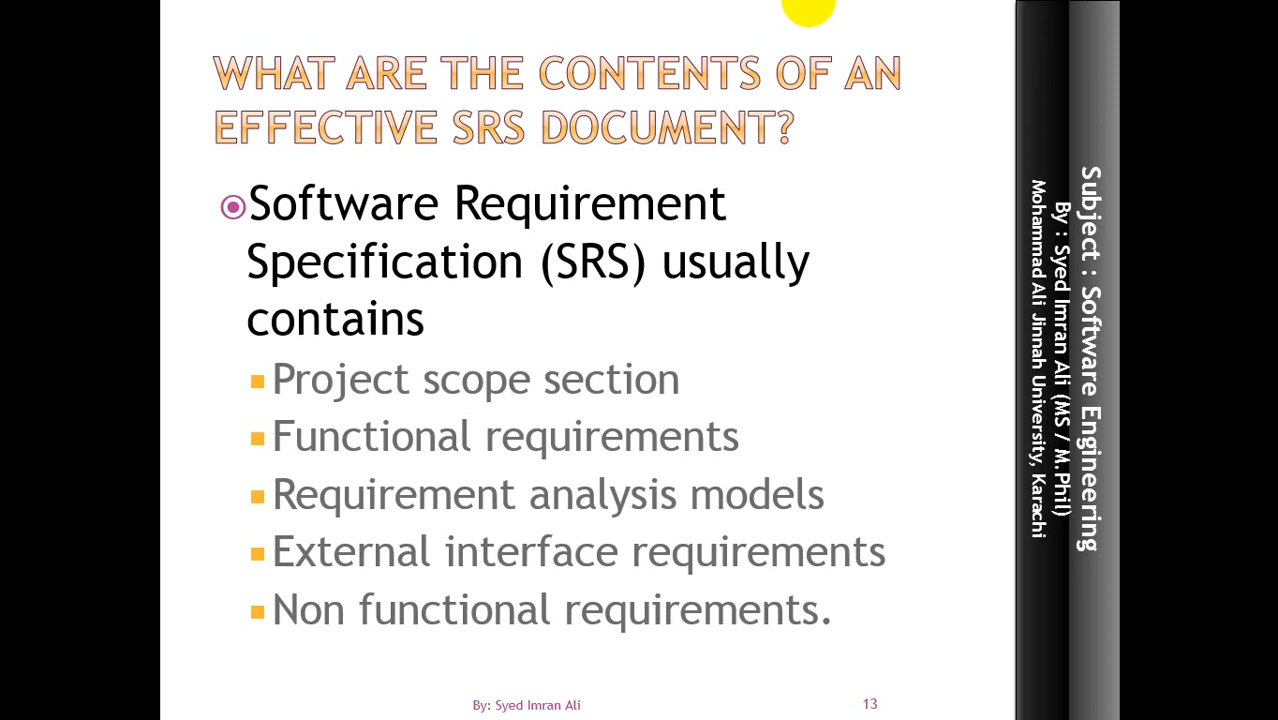 WHAT ARE THE CONTENTS OF AN
EFFECTIVE SRS DOCUMENT?
Software Requirement
Specification (SRS) usually
contains
Project scope section
Functional requirements
Requirement analysis models
External interface requirements
Non functional requirements.
By: Syed Imran Ali
13
Subject : Software Engineering
By : Syed Imran Ali (MS / M.Phil)
Mohammad Ali Jinnah University, Karachi